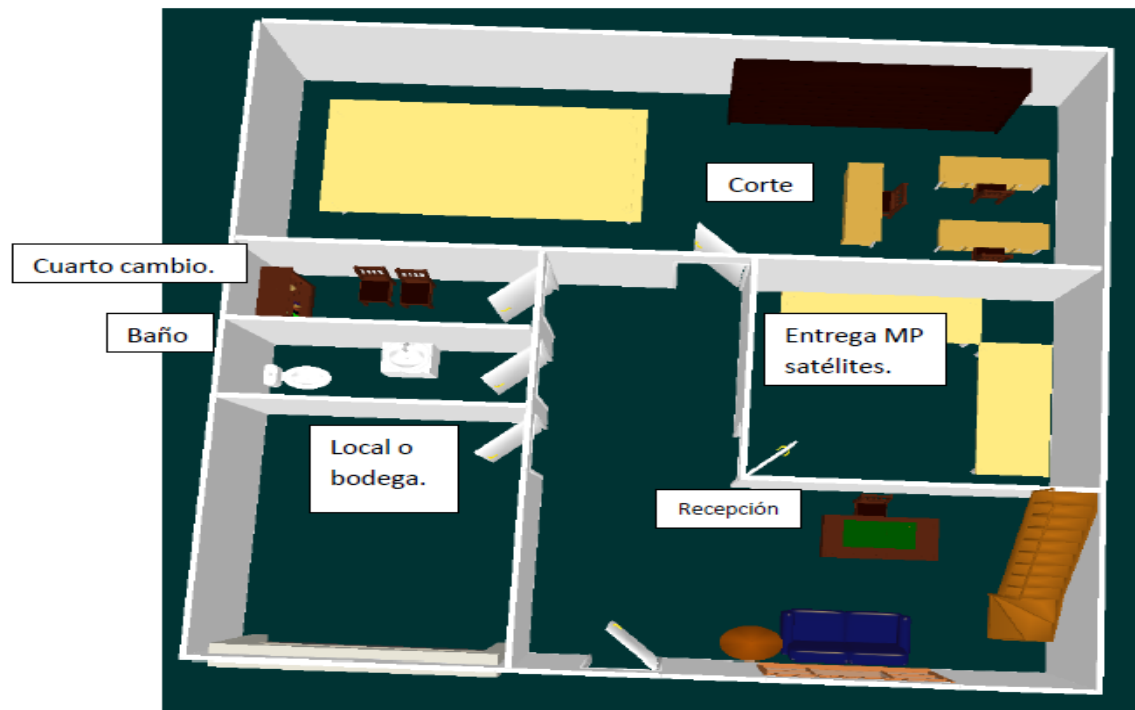 Corte
Cuarto cambio.
Baño
Entrega MP
satélites.
Local o
bodega.
Recepción